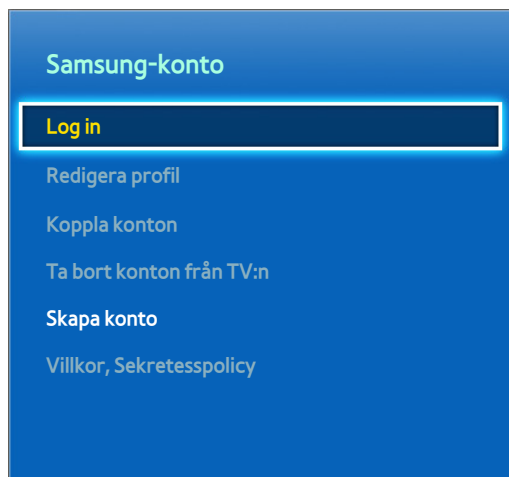 Samsung-konto
Log in
Redigera profil
Koppla konton
Ta bort konton från TV:n
Skapa konto
Villkor, Sekretesspolicy